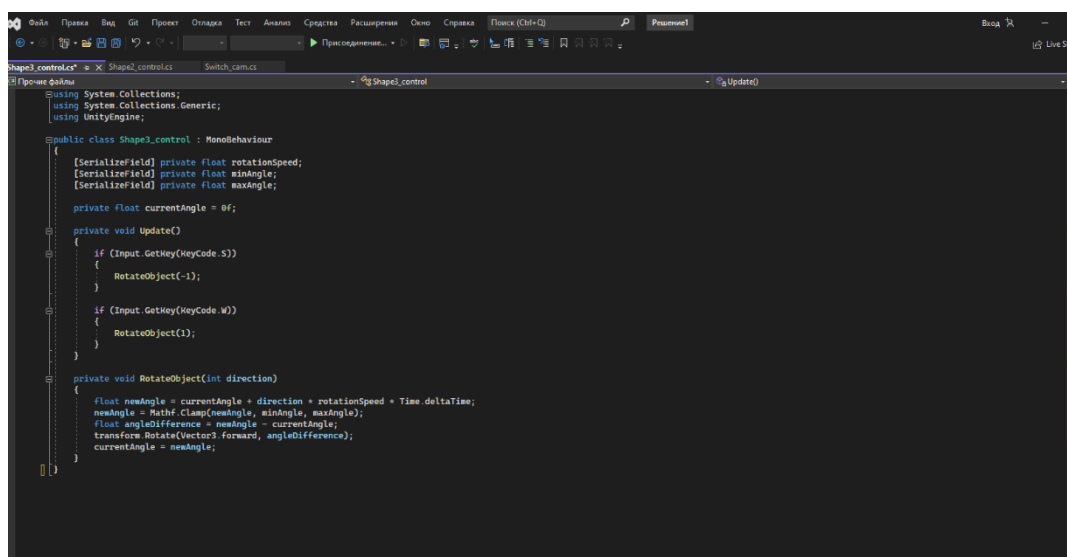 Файл Правка Вид Git Проект Отладка Тест Анализ Средства Расширения Окно Справка Поиск (Ctrl+Q) Решение1 Вход
Присоединение... Live S
Shape3_control.cs* Shape2_control.cs Switch_cam.cs
Прочие файлы Shape3_control Update()
using System.Collections;
using System.Collections.Generic;
using UnityEngine;
public class Shape3_control : MonoBehaviour
{
[SerializeField] private float rotationSpeed;
[SerializeField] private float minAngle;
[SerializeField] private float maxAngle;
private float currentAngle = 0f;
private void Update()
{
if (Input.GetKey(KeyCode.S))
{
RotateObject(-1);
}
if (Input.GetKey(KeyCode.W))
{
RotateObject(1);
}
}
private void RotateObject(int direction)
{
float newAngle = currentAngle + direction * rotationSpeed * Time.deltaTime;
newAngle = Mathf.Clamp(newAngle, minAngle, maxAngle);
float angleDifference = newAngle - currentAngle;
transform.Rotate(Vector3.forward, angleDifference);
currentAngle = newAngle;
}
}